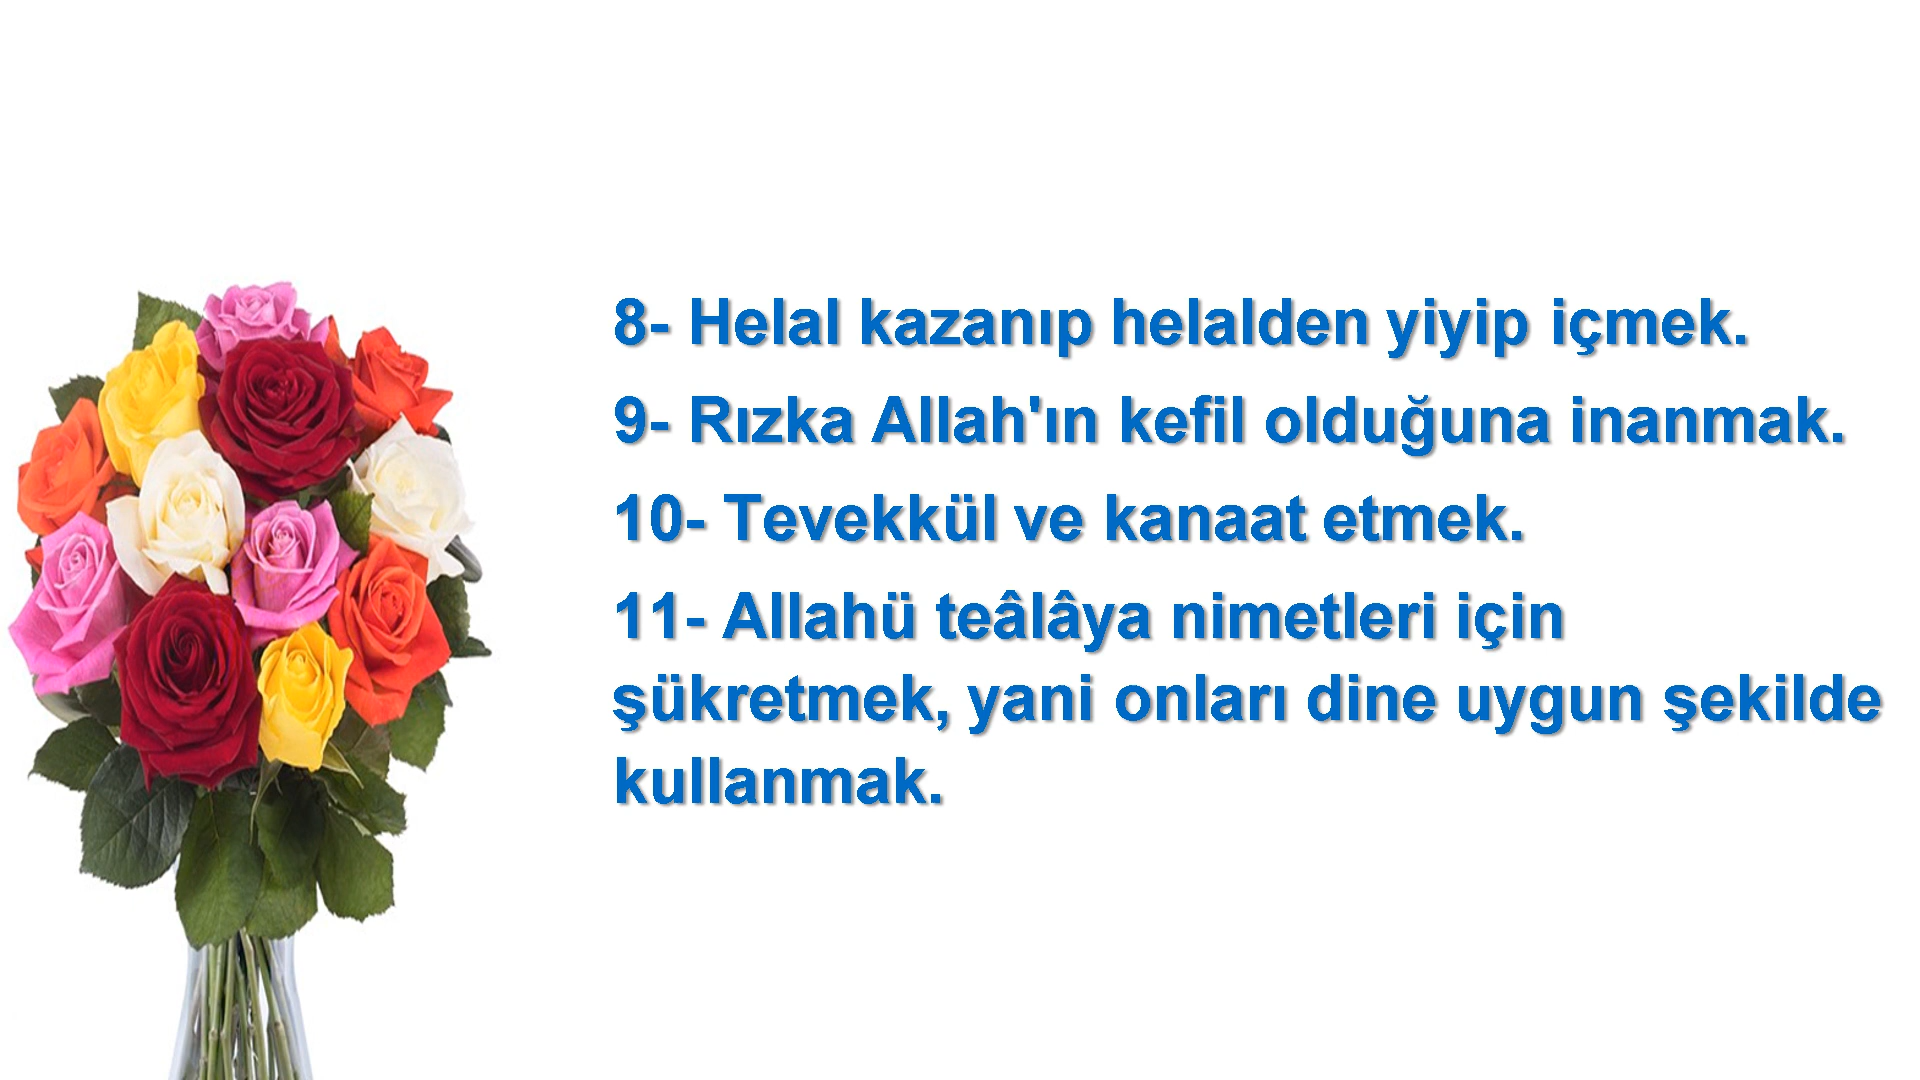 8- Helal kazanıp helalden yiyip içmek.
9- Rızka Allah'ın kefil olduğuna inanmak.
10- Tevekkül ve kanaat etmek.
11- Allahü teâlâya nimetleri için
şükretmek, yani onları dine uygun şekilde
kullanmak.